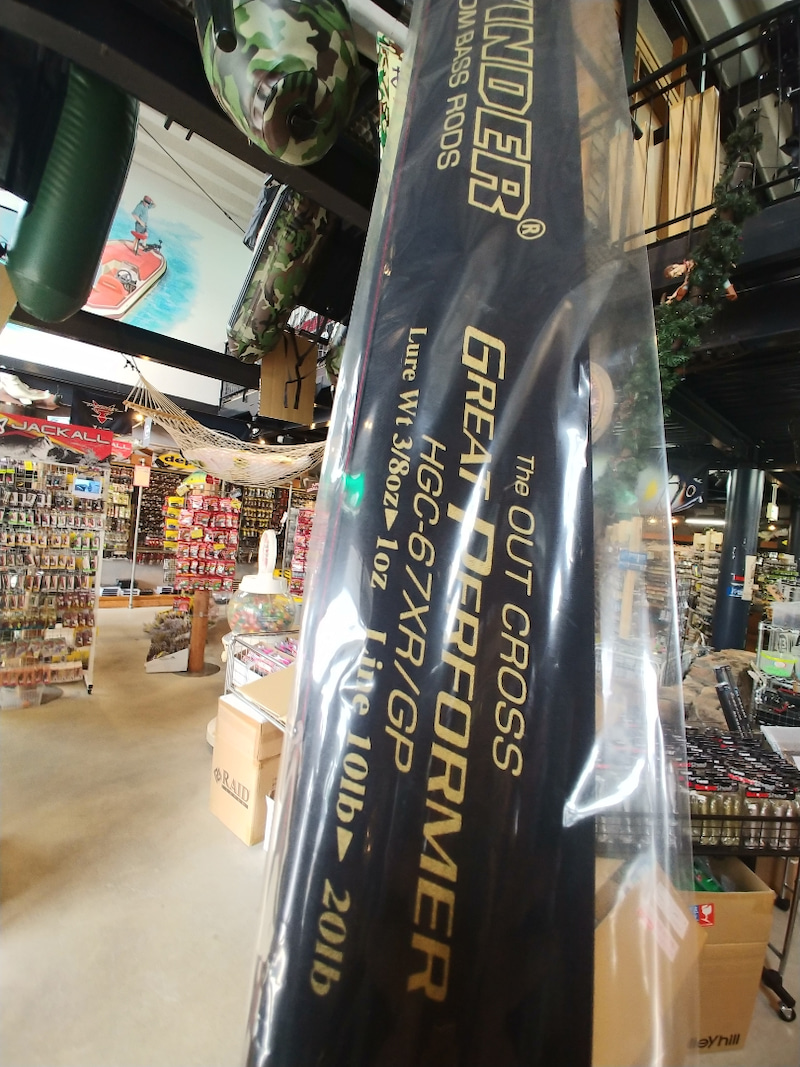 INDER®
OM BASS RODS
The OUT CROSS
GREAT PERFORMER
HGC-67XR/GP
Lure Wt 3/8oz▶1oz Line 10lb▶20lb
JACKALL
RAID